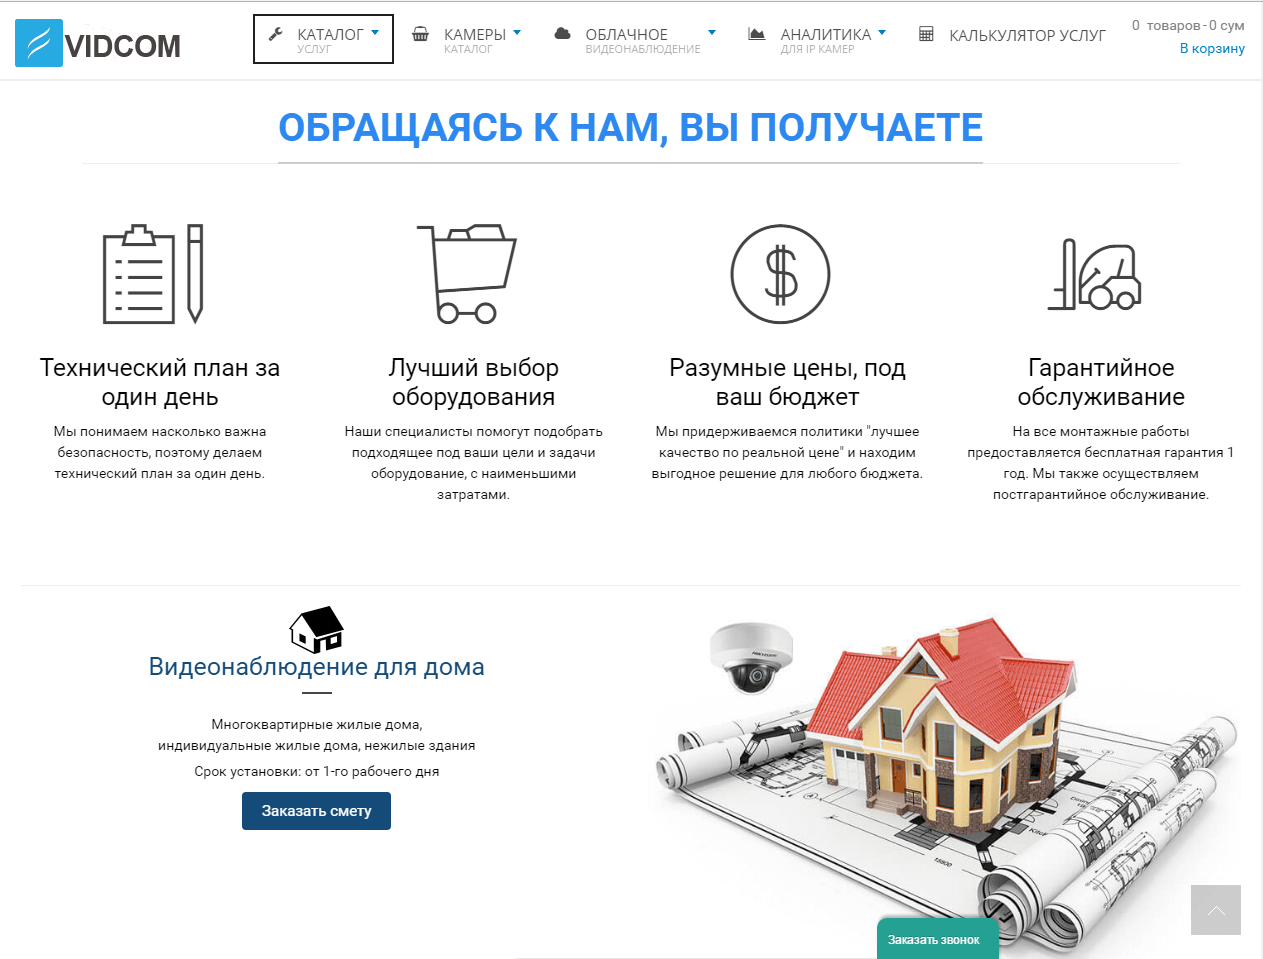 VIDCOM
КАТАЛОГ
УСЛУГ
КАМЕРЫ
КАТАЛОГ
ОБЛАЧНОЕ
ВИДЕОНАБЛЮДЕНИЕ
АНАЛИТИКА
ДЛЯ IP КАМЕР
КАЛЬКУЛЯТОР УСЛУГ
0 товаров - 0 сум
В корзину
ОБРАЩАЯСЬ К НАМ, ВЫ ПОЛУЧАЕТЕ
Технический план за
один день
Мы понимаем насколько важна
безопасность, поэтому делаем
технический план за один день.
Лучший выбор
оборудования
Наши специалисты помогут подобрать
подходящее под ваши цели и задачи
оборудование, с наименьшими
затратами.
Разумные цены, под
ваш бюджет
Мы придерживаемся политики "лучшее
качество по реальной цене" и находим
выгодное решение для любого бюджета.
Гарантийное
обслуживание
На все монтажные работы
предоставляется бесплатная гарантия 1
год. Мы также осуществляем
постгарантийное обслуживание.
Видеонаблюдение для дома
Многоквартирные жилые дома,
индивидуальные жилые дома, нежилые здания
Срок установки: от 1-го рабочего дня
Заказать смету
HIKVISION
Заказать звонок